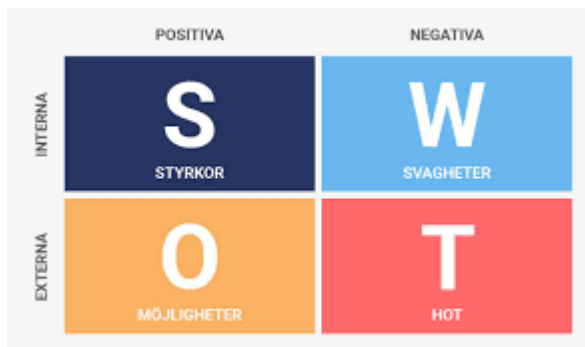 POSITIVA
NEGATIVA
INTERNA
S
STYRKOR
W
SVAGHETER
EXTERNA
O
MÖJLIGHETER
T
HOT